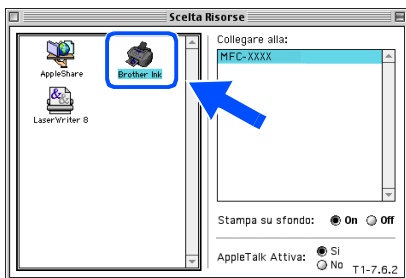 Scelta Risorse
AppleShare
Brother Ink
LaserWriter 8
Collegare alla:
MFC-XXXX
Stampa su sfondo: On Off
AppleTalk Attiva: Si
No
T1-7.6.2